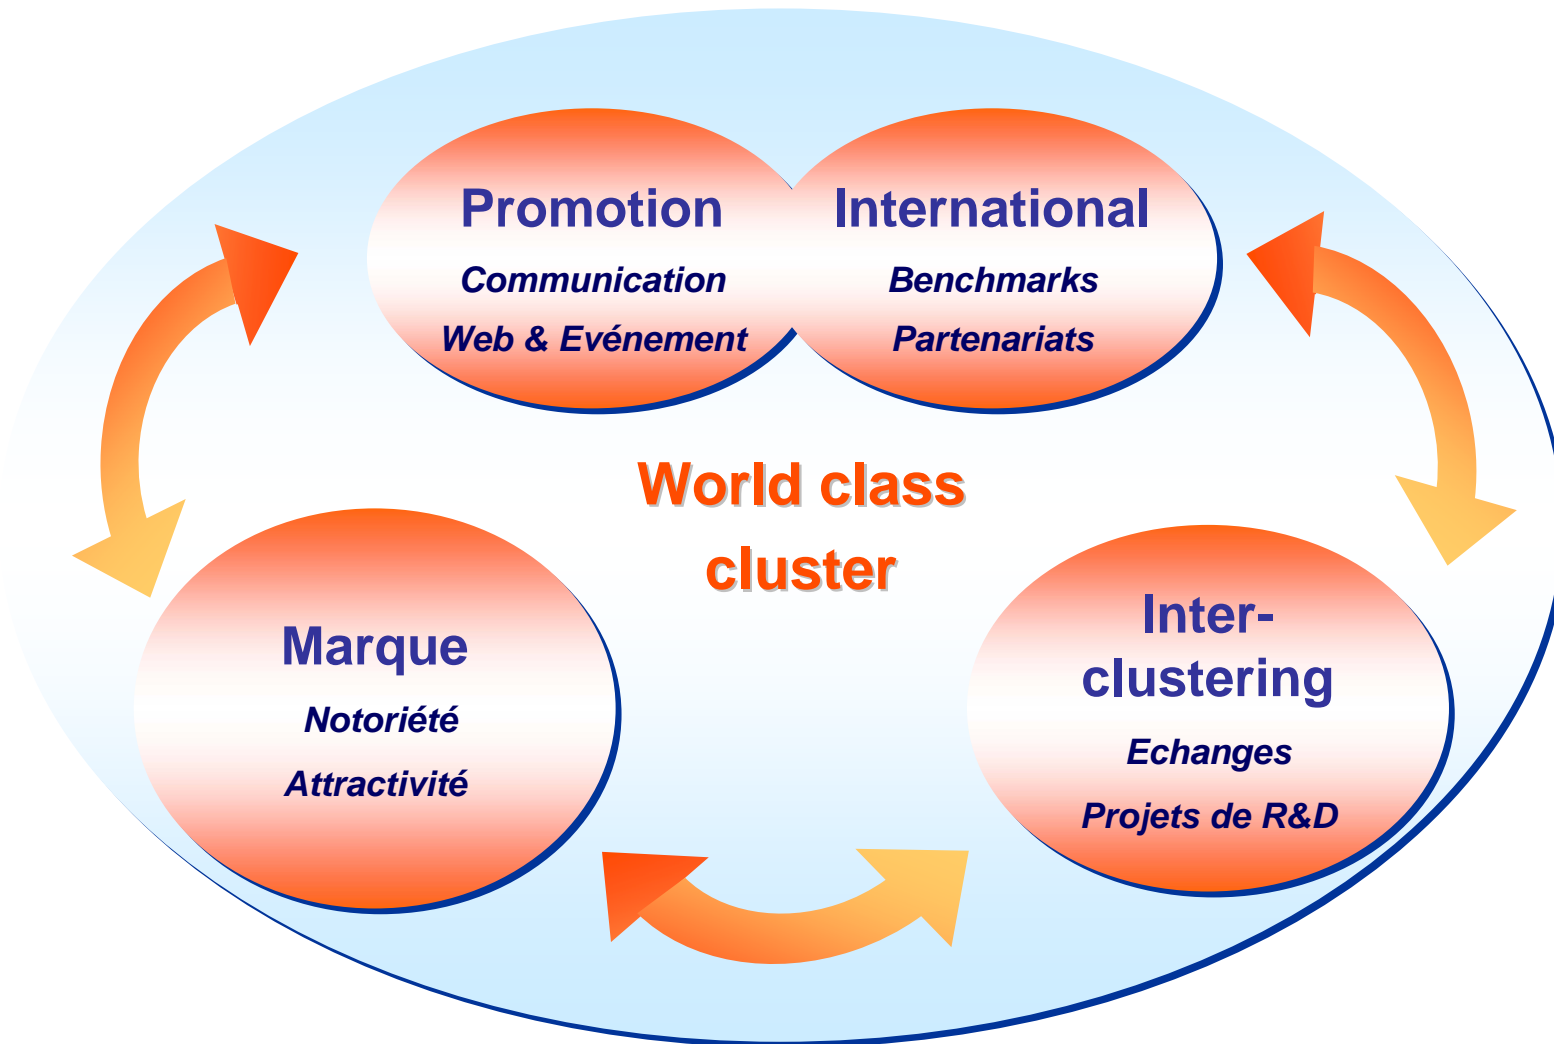 Promotion
Communication
Web & Evénement
International
Benchmarks
Partenariats
World class
cluster
Marque
Notoriété
Attractivité
Inter-
clustering
Echanges
Projets de R&D